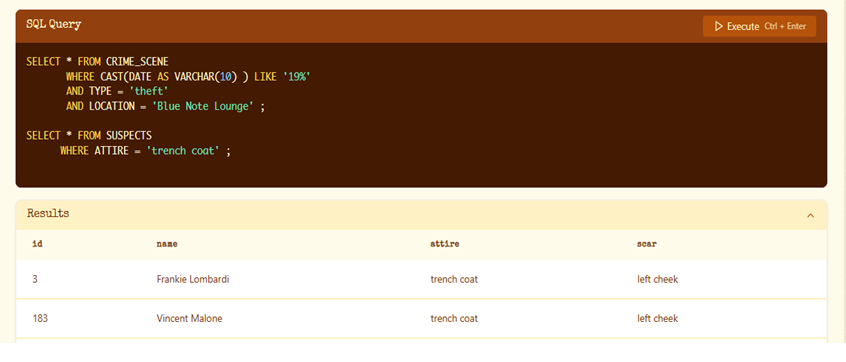 SQL Query
Execute Ctrl + Enter
SELECT * FROM CRIME_SCENE
WHERE CAST(DATE AS VARCHAR(10) ) LIKE '19%'
AND TYPE = 'theft'
AND LOCATION = 'Blue Note Lounge' ;
SELECT * FROM SUSPECTS
WHERE ATTIRE = 'trench coat' ;
Results
id name attire scar
3 Frankie Lombardi trench coat left cheek
183 Vincent Malone trench coat left cheek